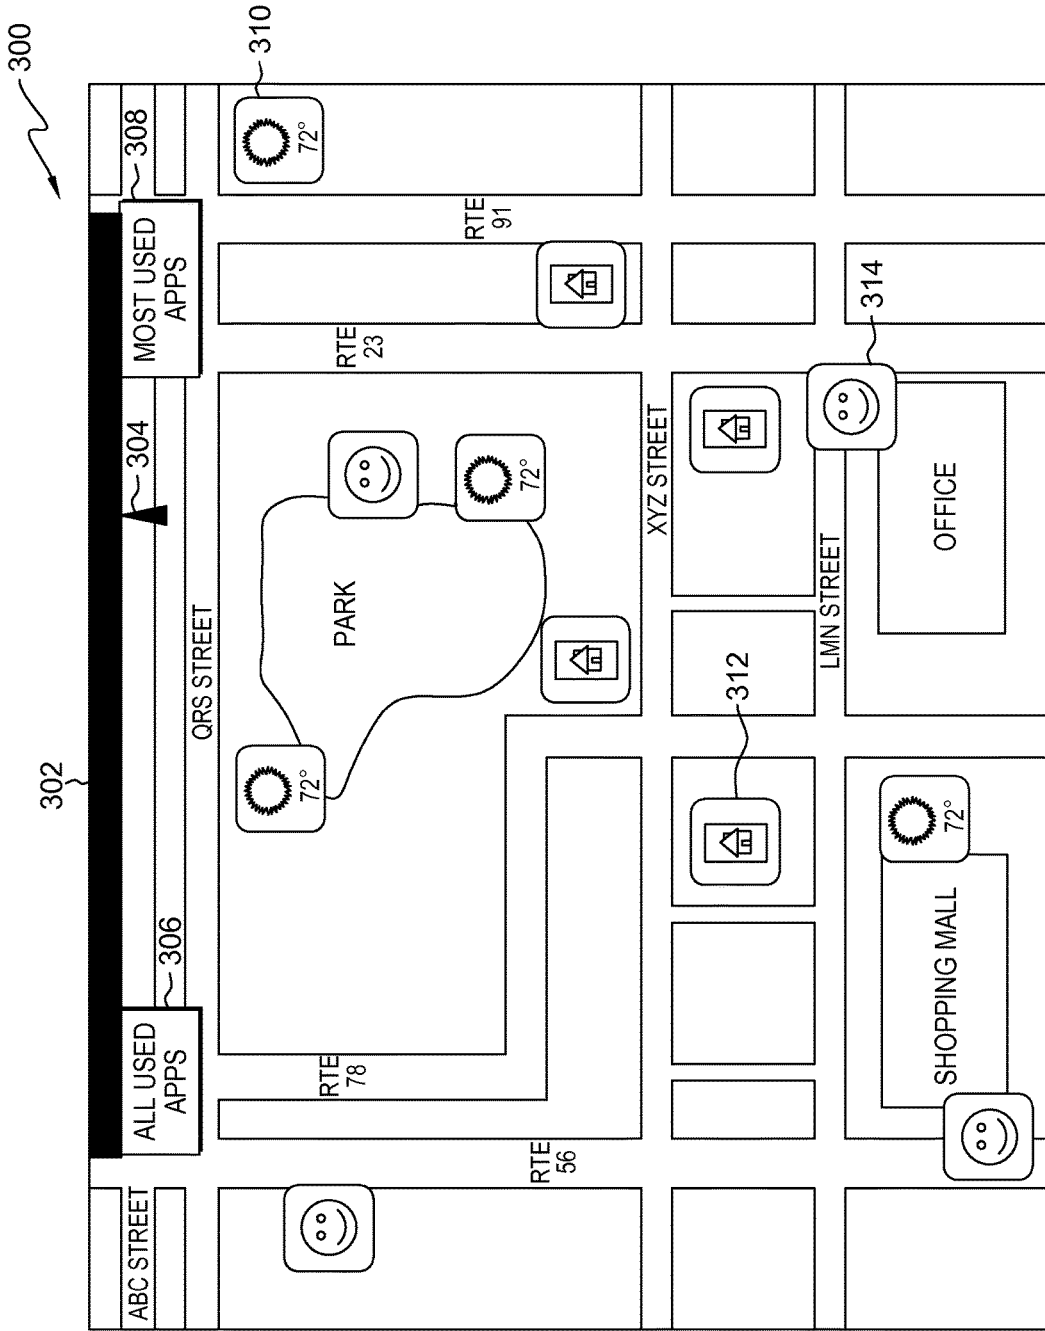 300
302
ALL USED
APPS
306
304
MOST USED
APPS
308
ABC STREET
QRS STREET
72°
310
72°
RTE
78
PARK
RTE
23
72°
RTE
91
RTE
56
XYZ STREET
312
LMN STREET
314
72°
SHOPPING MALL
OFFICE